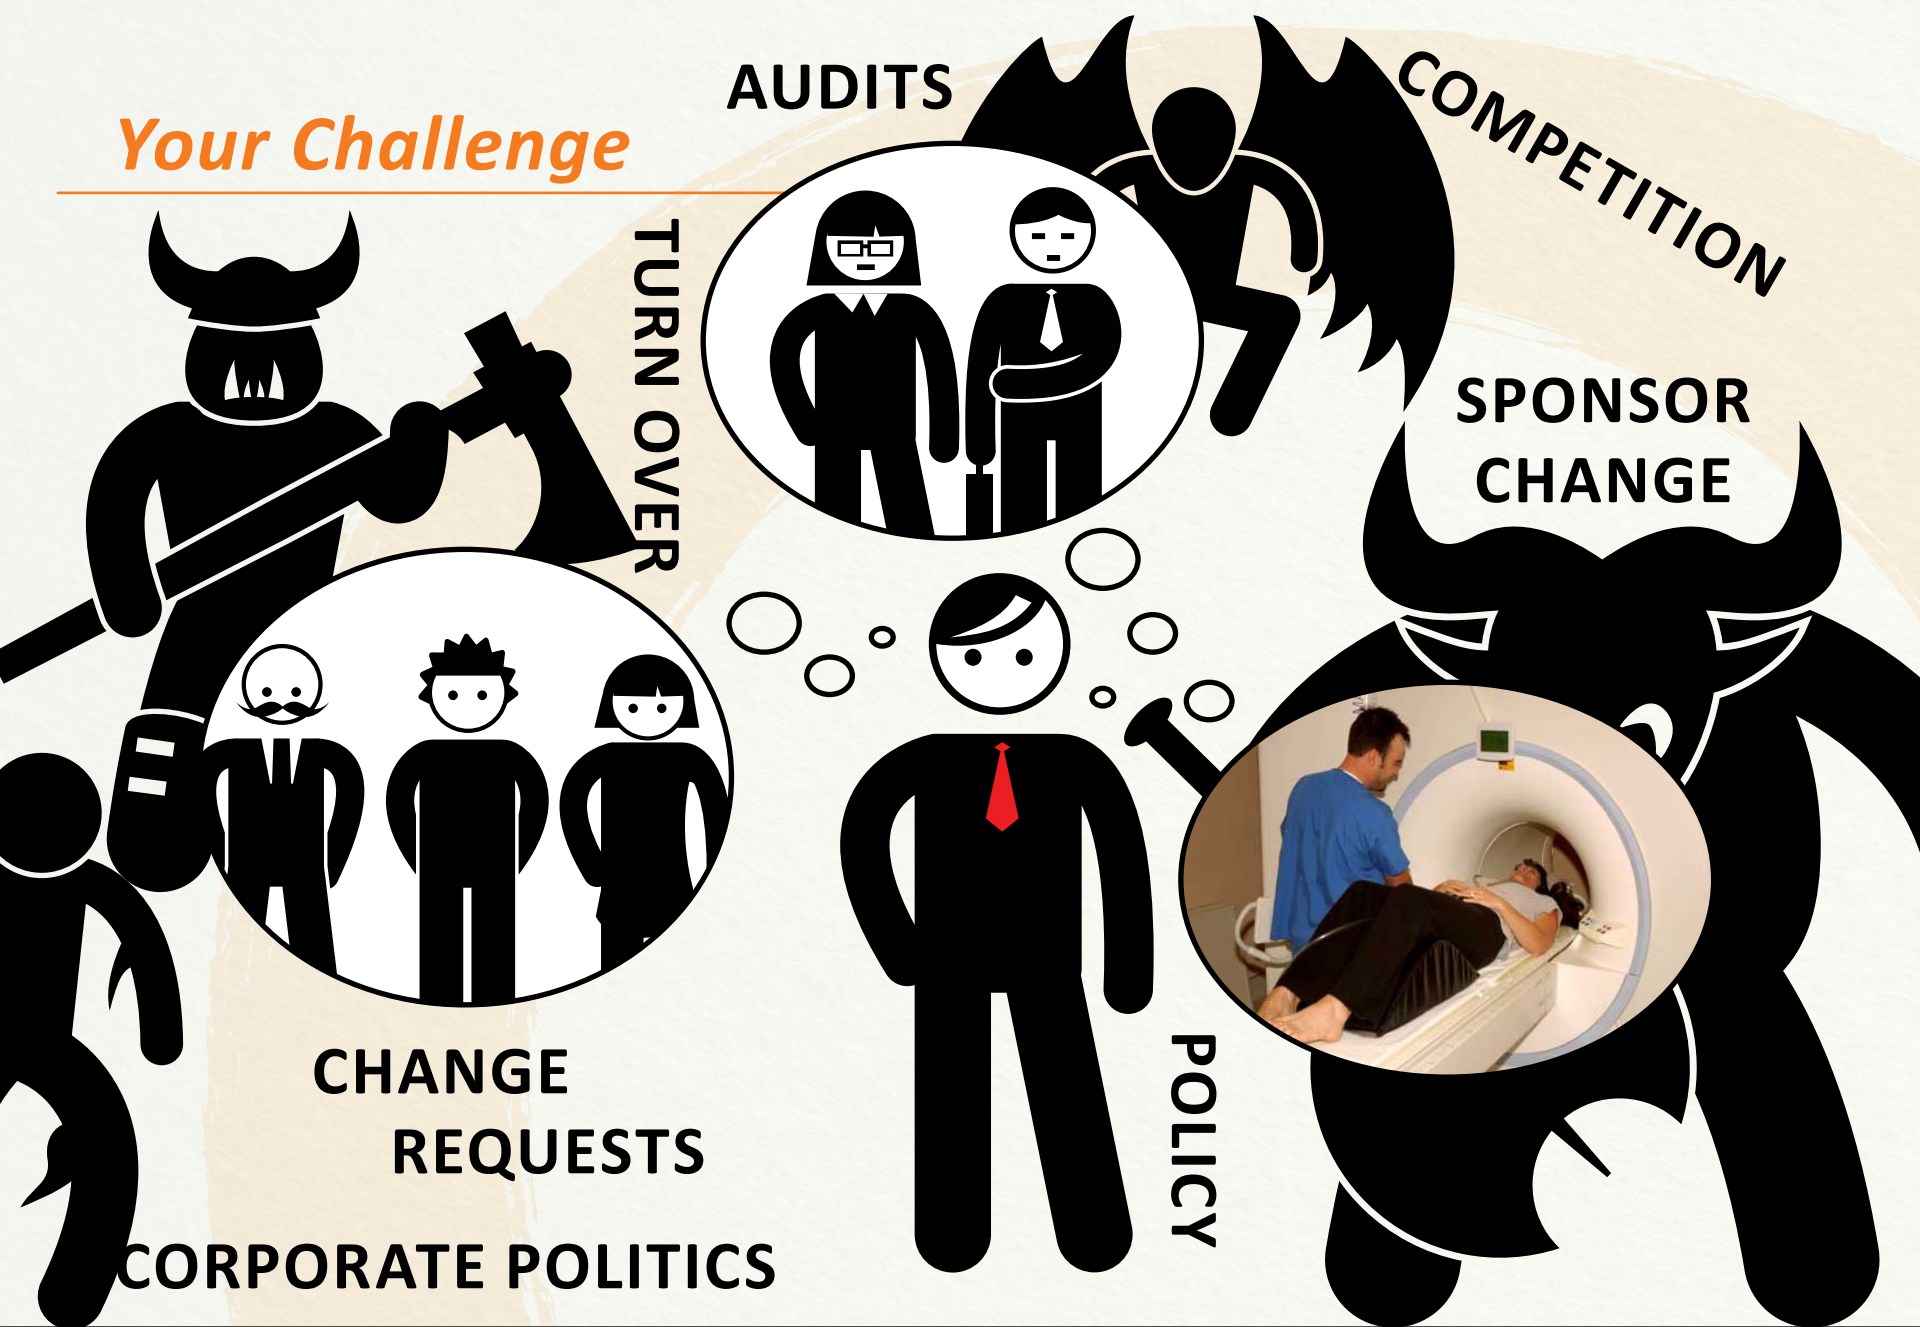 AUDITS
COMPETITION
Your Challenge
TURN OVER
SPONSOR
CHANGE
POLICY
CHANGE
REQUESTS
CORPORATE POLITICS